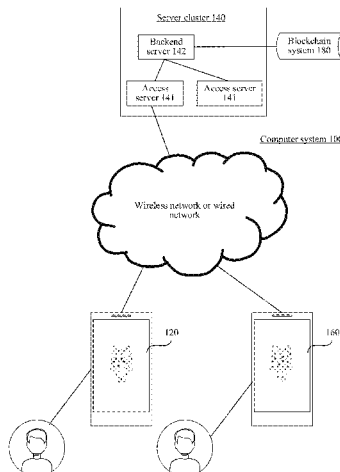 Server cluster 140
Backend
server 142
Blockchain
system 180
Access
server 141
Access server
141
Computer system 100
Wireless network or wired
network
120
160